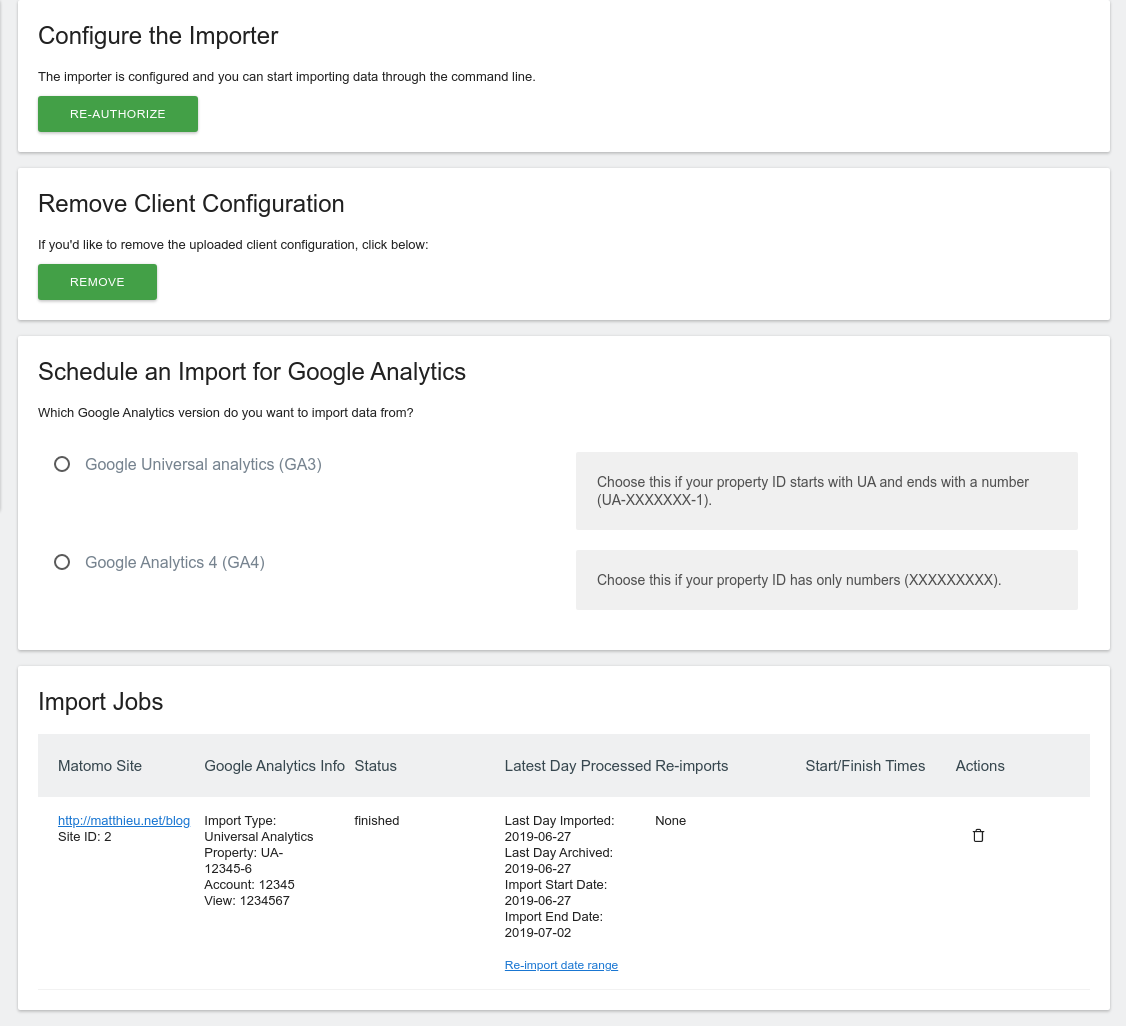 Configure the Importer
The importer is configured and you can start importing data through the command line.
RE-AUTHORIZE
Remove Client Configuration
If you'd like to remove the uploaded client configuration, click below:
REMOVE
Schedule an Import for Google Analytics
Which Google Analytics version do you want to import data from?
Google Universal analytics (GA3)
Choose this if your property ID starts with UA and ends with a number
(UA-XXXXXXX-1).
Google Analytics 4 (GA4)
Choose this if your property ID has only numbers (XXXXXXXXX).
Import Jobs
Matomo Site Google Analytics Info Status Latest Day Processed Re-imports Start/Finish Times Actions
http://matthieu.net/blog
Site ID: 2
Import Type:
Universal Analytics
Property: UA-
12345-6
Account: 12345
View: 1234567
finished
Last Day Imported:
2019-06-27
Last Day Archived:
2019-06-27
Import Start Date:
2019-06-27
Import End Date:
2019-07-02
Re-import date range
None